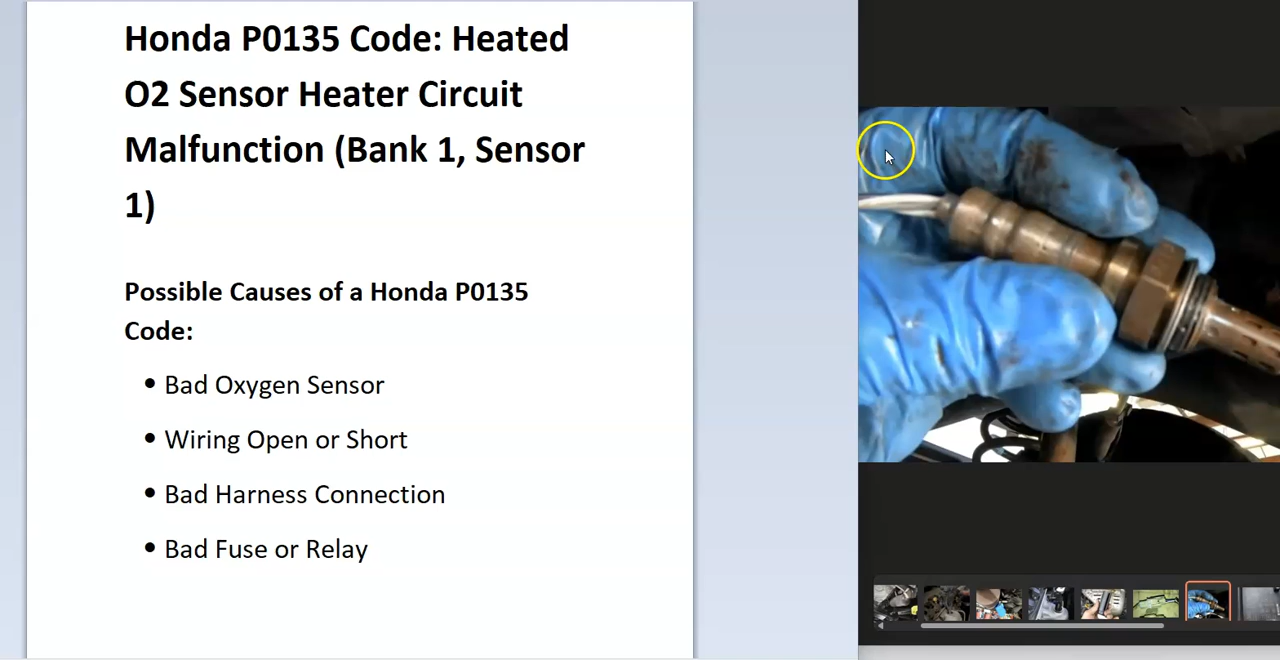 Honda P0135 Code: Heated
O2 Sensor Heater Circuit
Malfunction (Bank 1, Sensor
1)
Possible Causes of a Honda P0135
Code:
• Bad Oxygen Sensor
• Wiring Open or Short
• Bad Harness Connection
• Bad Fuse or Relay